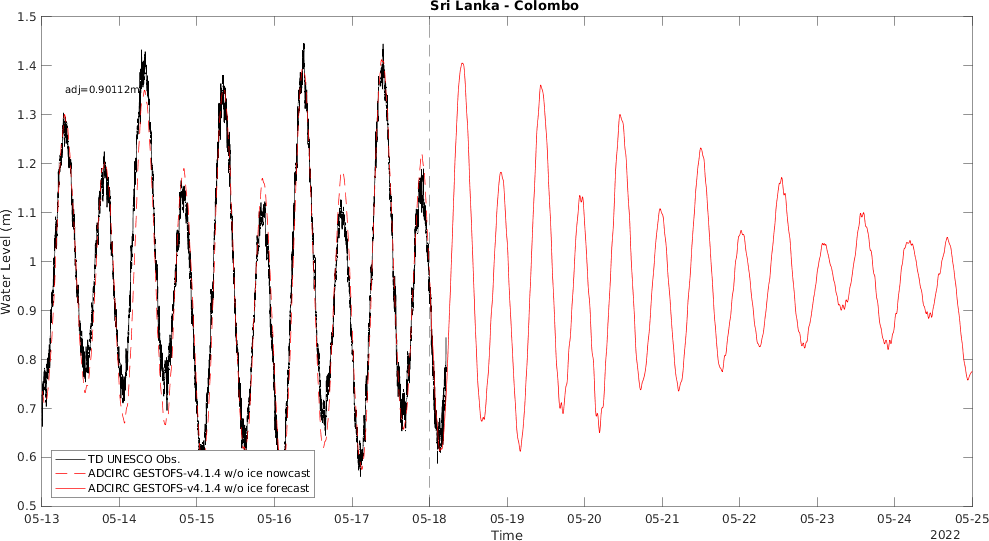 Sri Lanka - Colombo
1.5
1.4
adj=0.90112m
1.3
1.2
1.1
1
0.9
0.8
0.7
0.6
0.5
Water Level (m)
TD UNESCO Obs.
ADCIRC GESTOFS-v4.1.4 w/o ice nowcast
ADCIRC GESTOFS-v4.1.4 w/o ice forecast
05-13 05-14 05-15 05-16 05-17 05-18 05-19 05-20 05-21 05-22 05-23 05-24 05-25
Time
2022